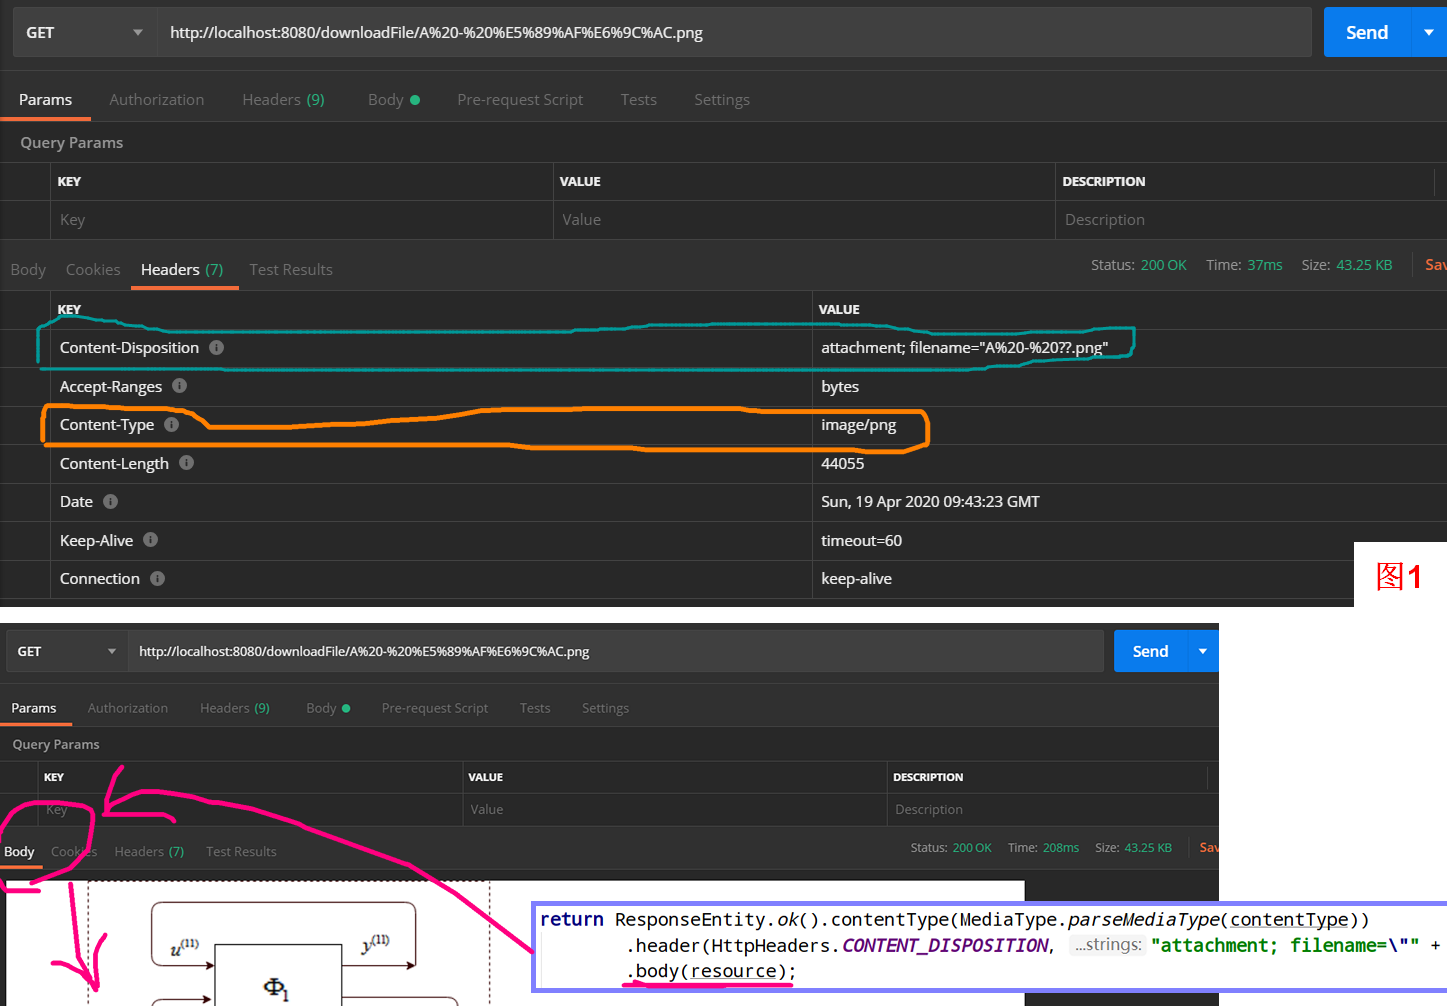 GET
http://localhost:8080/downloadFile/A%20-%20%E5%89%AF%E6%9C%AC.png
Send
Params Authorization Headers (9) Body Pre-request Script Tests Settings
Query Params
KEY VALUE DESCRIPTION
Key Value Description
Body Cookies Headers (7) Test Results Status: 200 OK Time: 37ms Size: 43.25 KB Sav
KEY VALUE
Content-Disposition attachment; filename="A%20-%20??.png"
Accept-Ranges bytes
Content-Type image/png
Content-Length 44055
Date Sun, 19 Apr 2020 09:43:23 GMT
Keep-Alive timeout=60
Connection keep-alive
图1
GET
http://localhost:8080/downloadFile/A%20-%20%E5%89%AF%E6%9C%AC.png
Send
Params Authorization Headers (9) Body Pre-request Script Tests Settings
Query Params
KEY VALUE DESCRIPTION
Key Value Description
Body Cookies Headers (7) Test Results Status: 200 OK Time: 208ms Size: 43.25 KB Sav
u(11) y(11)
Φ1
return ResponseEntity.ok().contentType(MediaType.parseMediaType(contentType))
.header(HttpHeaders.CONTENT_DISPOSITION, ...strings: "attachment; filename=\"" +
.body(resource);